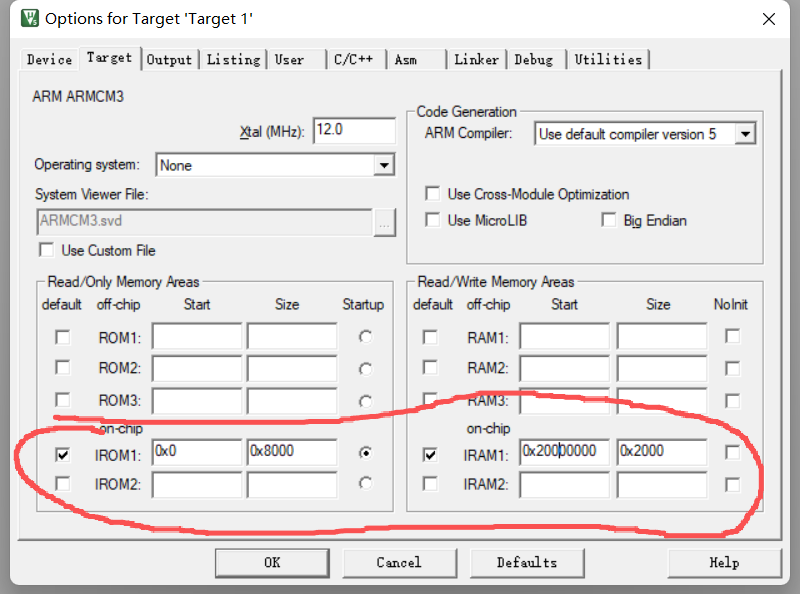 Options for Target 'Target 1'
Device Target Output Listing User C/C++ Asm Linker Debug Utilities
ARM ARMCM3
Xtal (MHz): 12.0
Operating system: None
System Viewer File:
ARMCM3.svd ...
Use Custom File
Code Generation
ARM Compiler: Use default compiler version 5
Use Cross-Module Optimization
Use MicroLIB Big Endian
Read/Only Memory Areas
default off-chip Start Size Startup
ROM1:
ROM2:
ROM3:
on-chip
IROM1: 0x0 0x8000
IROM2:
Read/Write Memory Areas
default off-chip Start Size NoInit
RAM1:
RAM2:
RAM3:
on-chip
IRAM1: 0x20000000 0x2000
IRAM2:
OK Cancel Defaults Help